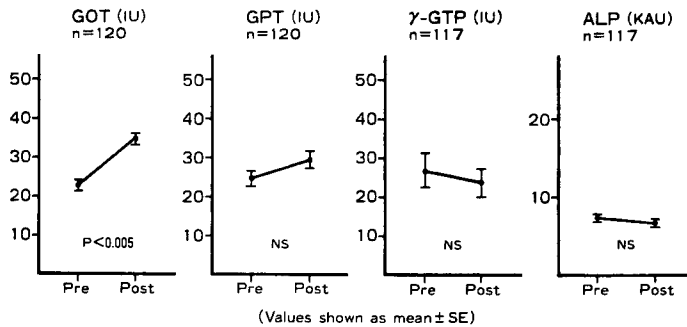 GOT (IU)
n=120
50
40
30
20
10
P<0.005
Pre Post
GPT (IU)
n=120
50
40
30
20
10
NS
Pre Post
γ-GTP (IU)
n=117
50
40
30
20
10
NS
Pre Post
ALP (KAU)
n=117
20
10
NS
Pre Post
(Values shown as mean±SE)